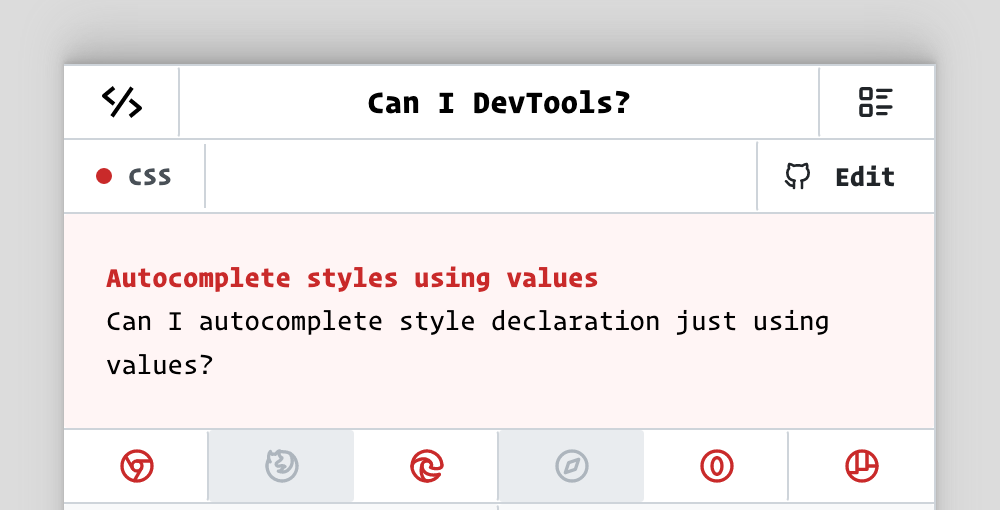 Can I DevTools?
CSS
Edit
Autocomplete styles using values
Can I autocomplete style declaration just using
values?